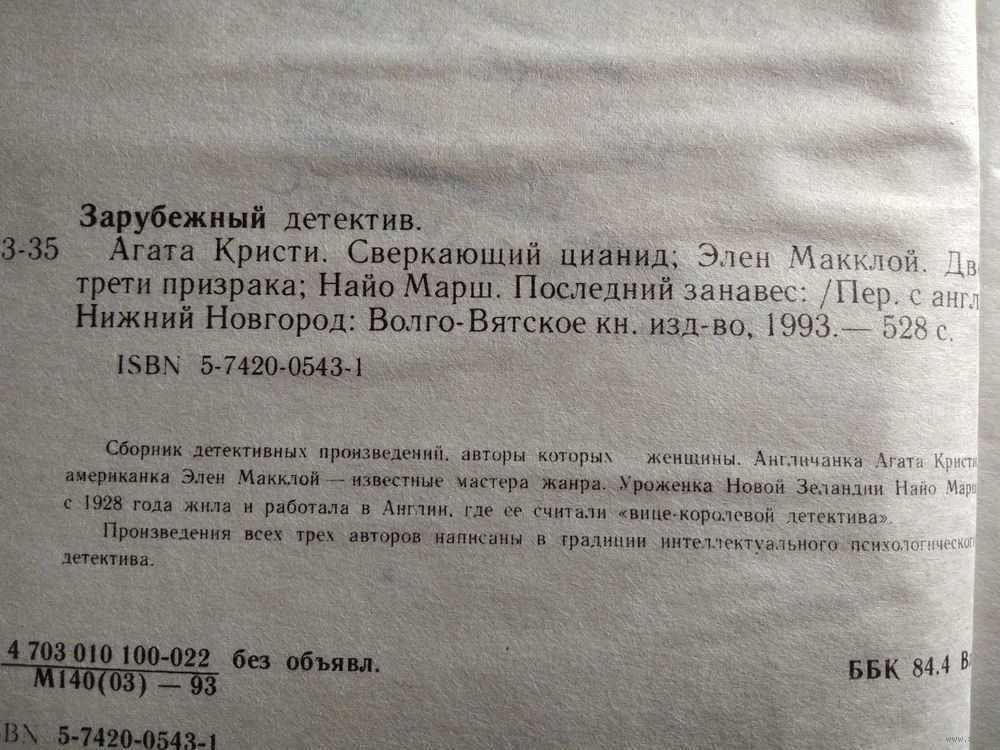 Зарубежный детектив.
3-35 Агата Кристи. Сверкающий цианид; Элен Макклой. Дв
трети призрака; Найо Марш. Последний занавес: /Пер. с англ
Нижний Новгород: Волго-Вятское кн. изд-во, 1993.— 528 с.
ISBN 5-7420-0543-1
Сборник детективных произведений, авторы которых женщины. Англичанка Агата Кристи
американка Элен Макклой — известные мастера жанра. Уроженка Новой Зеландии Найо Марш
с 1928 года жила и работала в Англии, где ее считали «вице-королевой детектива».
Произведения всех трех авторов написаны в традиции интеллектуального психологического
детектива.
4 703 010 100-022 без объявл.
М140(03) — 93
ББК 84.4 В
BN 5-7420-0543-1